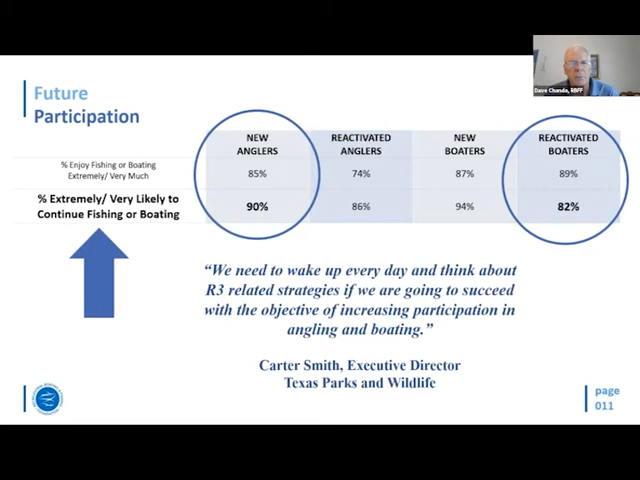 Dave Chanda, RBFF
Future
Participation
NEW
ANGLERS
REACTIVATED
ANGLERS
NEW
BOATERS
REACTIVATED
BOATERS
% Enjoy Fishing or Boating
Extremely/ Very Much
85%
74%
87%
89%
% Extremely/ Very Likely to
Continue Fishing or Boating
90%
86%
94%
82%
“We need to wake up every day and think about
R3 related strategies if we are going to succeed
with the objective of increasing participation in
angling and boating.”
Carter Smith, Executive Director
Texas Parks and Wildlife
page
011